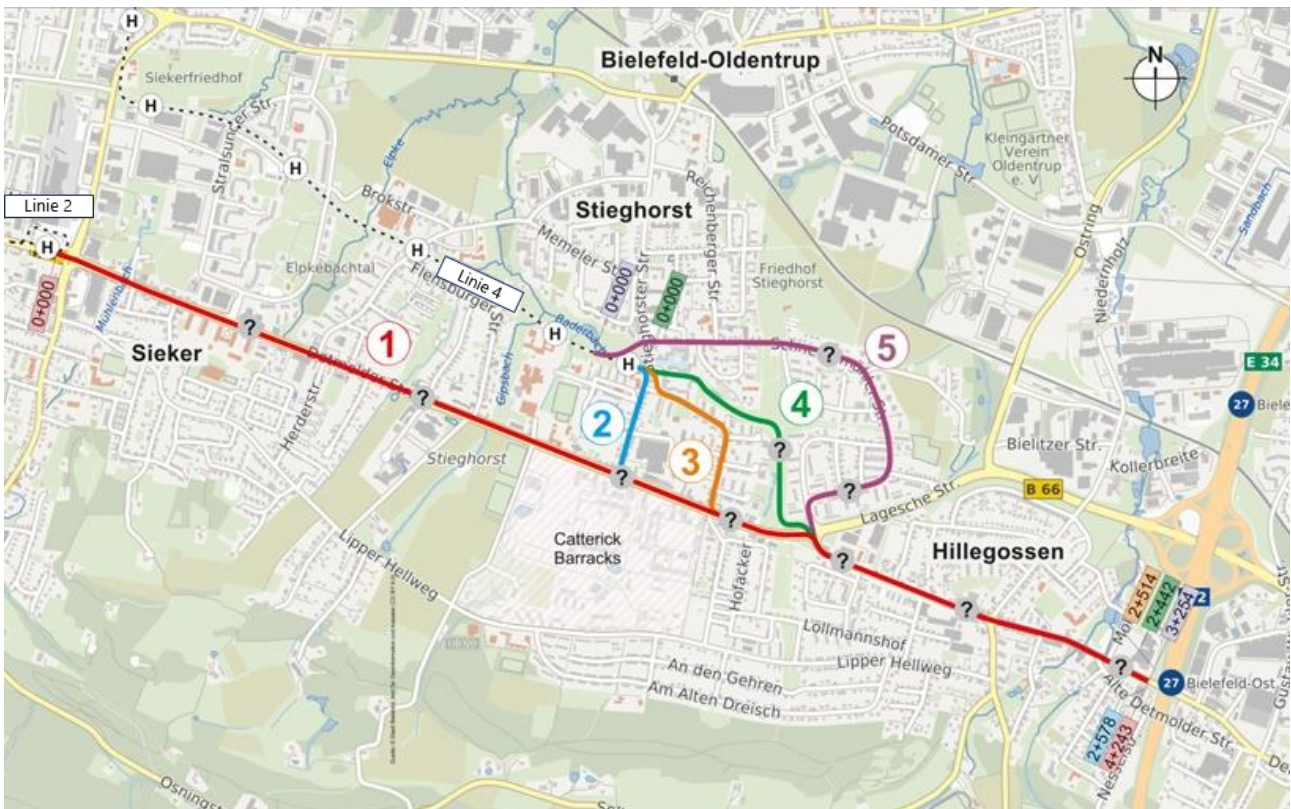 H
Bielefeld-Oldentrup
N
Siekerfriedhof
H
Stralsunder Str.
Elpke
Potsdamer Str.
Kleingärtner
Verein
Oldentrup
e. V
H
Reichenberger Str.
Sandbach
Linie 2
Brokstr.
Stieghorst
Ostring
Niedernholz
H
Memeler Str.
H
Elpkebachtal
Linie 4
Friedhof
Stieghorst
0+000
Mühlenbach
Flensburger Str.
0+000
0+000
Stieghorster Str.
Baderbach
H
?
1
Sieker
Detmolder Str.
Schneidemühler Str.
?
5
E 34
H
Gipsbach
27
Herderstr.
?
2
4
3
?
Bielitzer Str.
Kollerbreite
Stieghorst
?
?
B 66
Lagesche Str.
?
Lipper Hellweg
Catterick
Barracks
Hofacker
?
Hillegossen
2+514
2+442
3+254
2
?
Lollmannshof
Lipper Hellweg
An den Gehren
Am Alten Dreisch
?
27
Bielefeld-Ost
Alte Detmolder Str.
2+578
4+243
Osningstr.